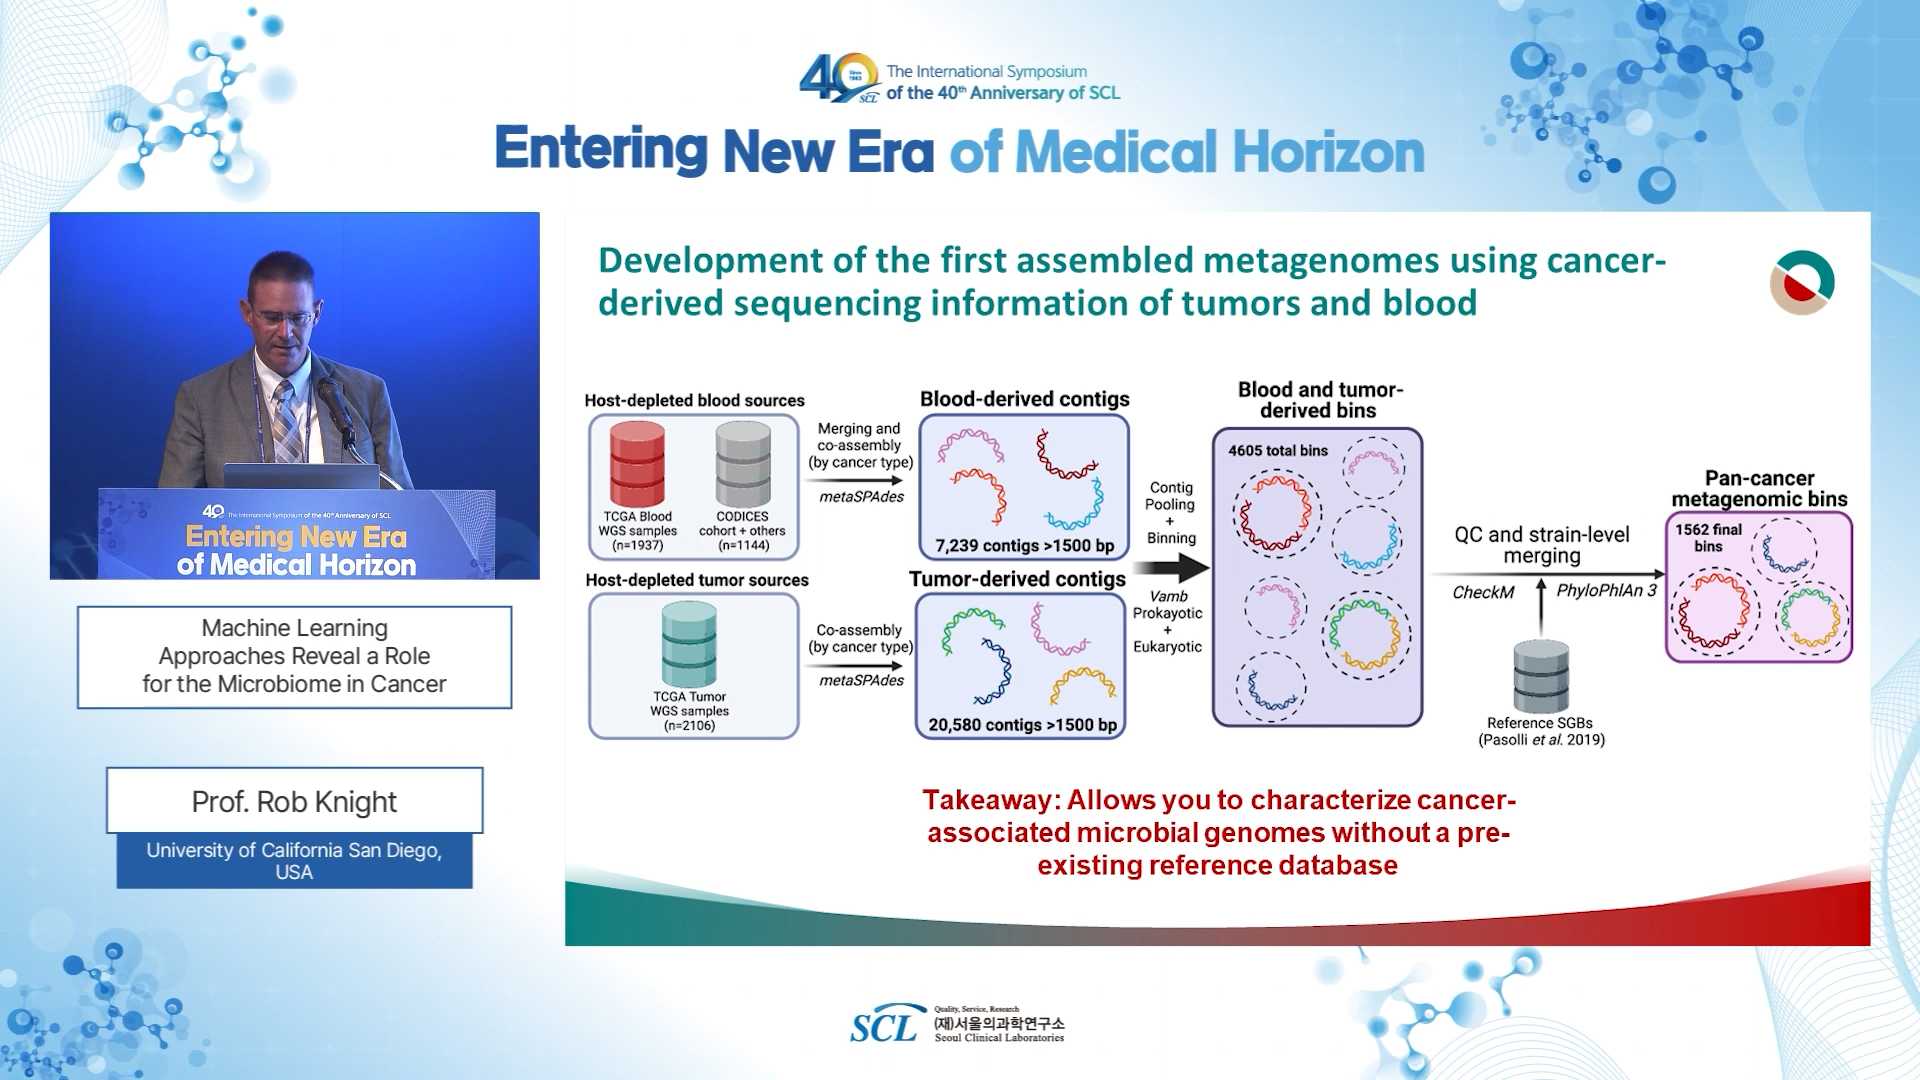 40 Since 1983 SCL
The International Symposium
of the 40th Anniversary of SCL
Entering New Era of Medical Horizon
40 The International Symposium of the 40th Anniversary of SCL
Entering New Era
of Medical Horizon
Machine Learning
Approaches Reveal a Role
for the Microbiome in Cancer
Prof. Rob Knight
University of California San Diego,
USA
Development of the first assembled metagenomes using cancer-
derived sequencing information of tumors and blood
Host-depleted blood sources
TCGA Blood
WGS samples
(n=1937)
CODICES
cohort + others
(n=1144)
Merging and
co-assembly
(by cancer type)
metaSPAdes
Blood-derived contigs
7,239 contigs >1500 bp
Host-depleted tumor sources
TCGA Tumor
WGS samples
(n=2106)
Co-assembly
(by cancer type)
metaSPAdes
Tumor-derived contigs
20,580 contigs >1500 bp
Contig
Pooling
+
Binning
Vamb
Prokayotic
+
Eukaryotic
Blood and tumor-
derived bins
4605 total bins
QC and strain-level
merging
CheckM
PhyloPhlAn 3
Reference SGBs
(Pasolli et al. 2019)
Pan-cancer
metagenomic bins
1562 final
bins
Takeaway: Allows you to characterize cancer-
associated microbial genomes without a pre-
existing reference database
SCL
Quality, Service, Research
(재)서울의과학연구소
Seoul Clinical Laboratories